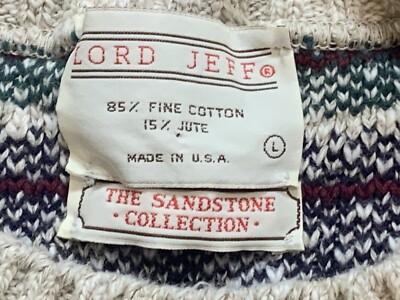 LORD JEFF®
85% FINE COTTON
15% JUTE
L
MADE IN U.S.A.
THE SANDSTONE
· COLLECTION ·